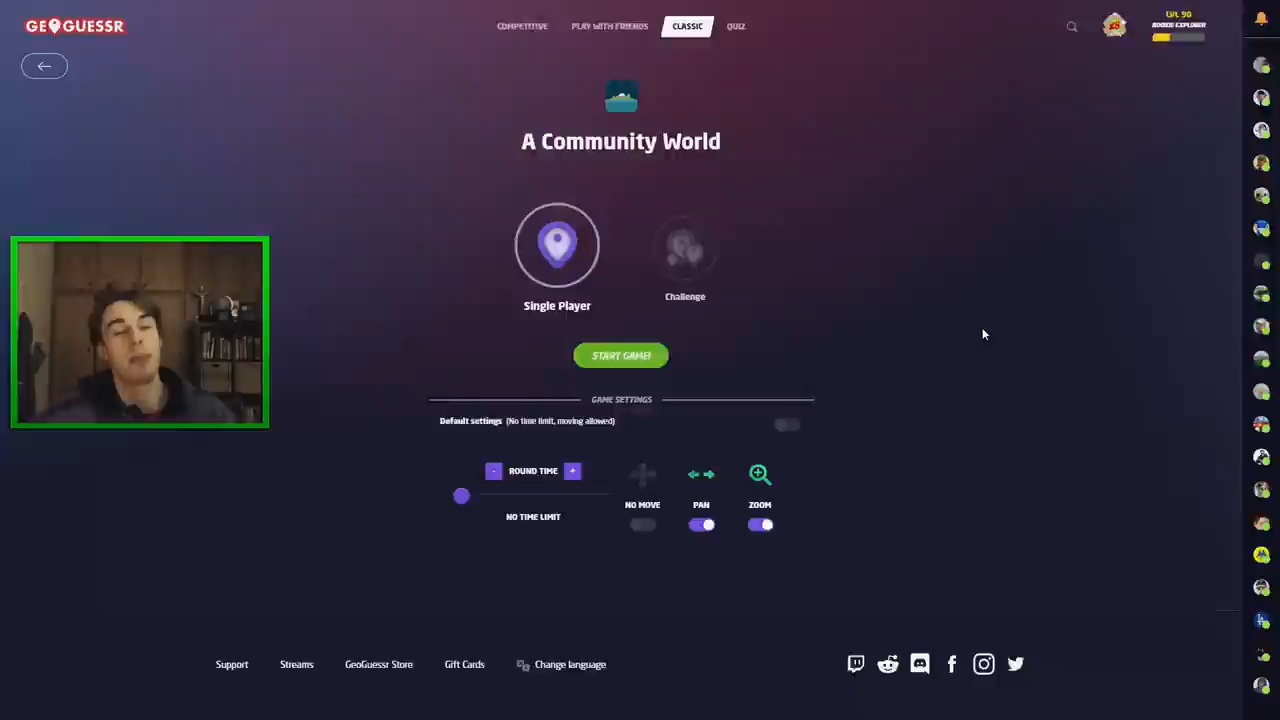 GEOGUESSR
COMPETITIVE
PLAY WITH FRIENDS
CLASSIC
QUIZ
LVL 90
A Community World
Single Player
Challenge
START GAME!
GAME SETTINGS
Default settings (No time limit, moving allowed)
- ROUND TIME +
NO TIME LIMIT
NO MOVE
PAN
ZOOM
Support
Streams
GeoGuessr Store
Gift Cards
Change language